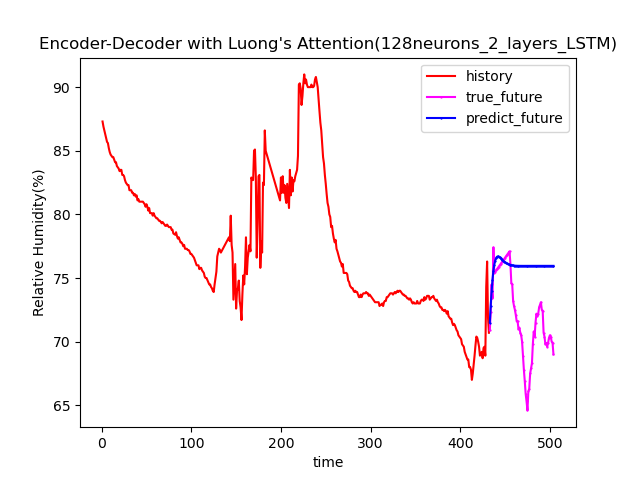 Encoder-Decoder with Luong's Attention(128neurons_2_layers_LSTM)
history
true_future
predict_future
Relative Humidity(%)
90
85
80
75
70
65
0 100 200 300 400 500
time